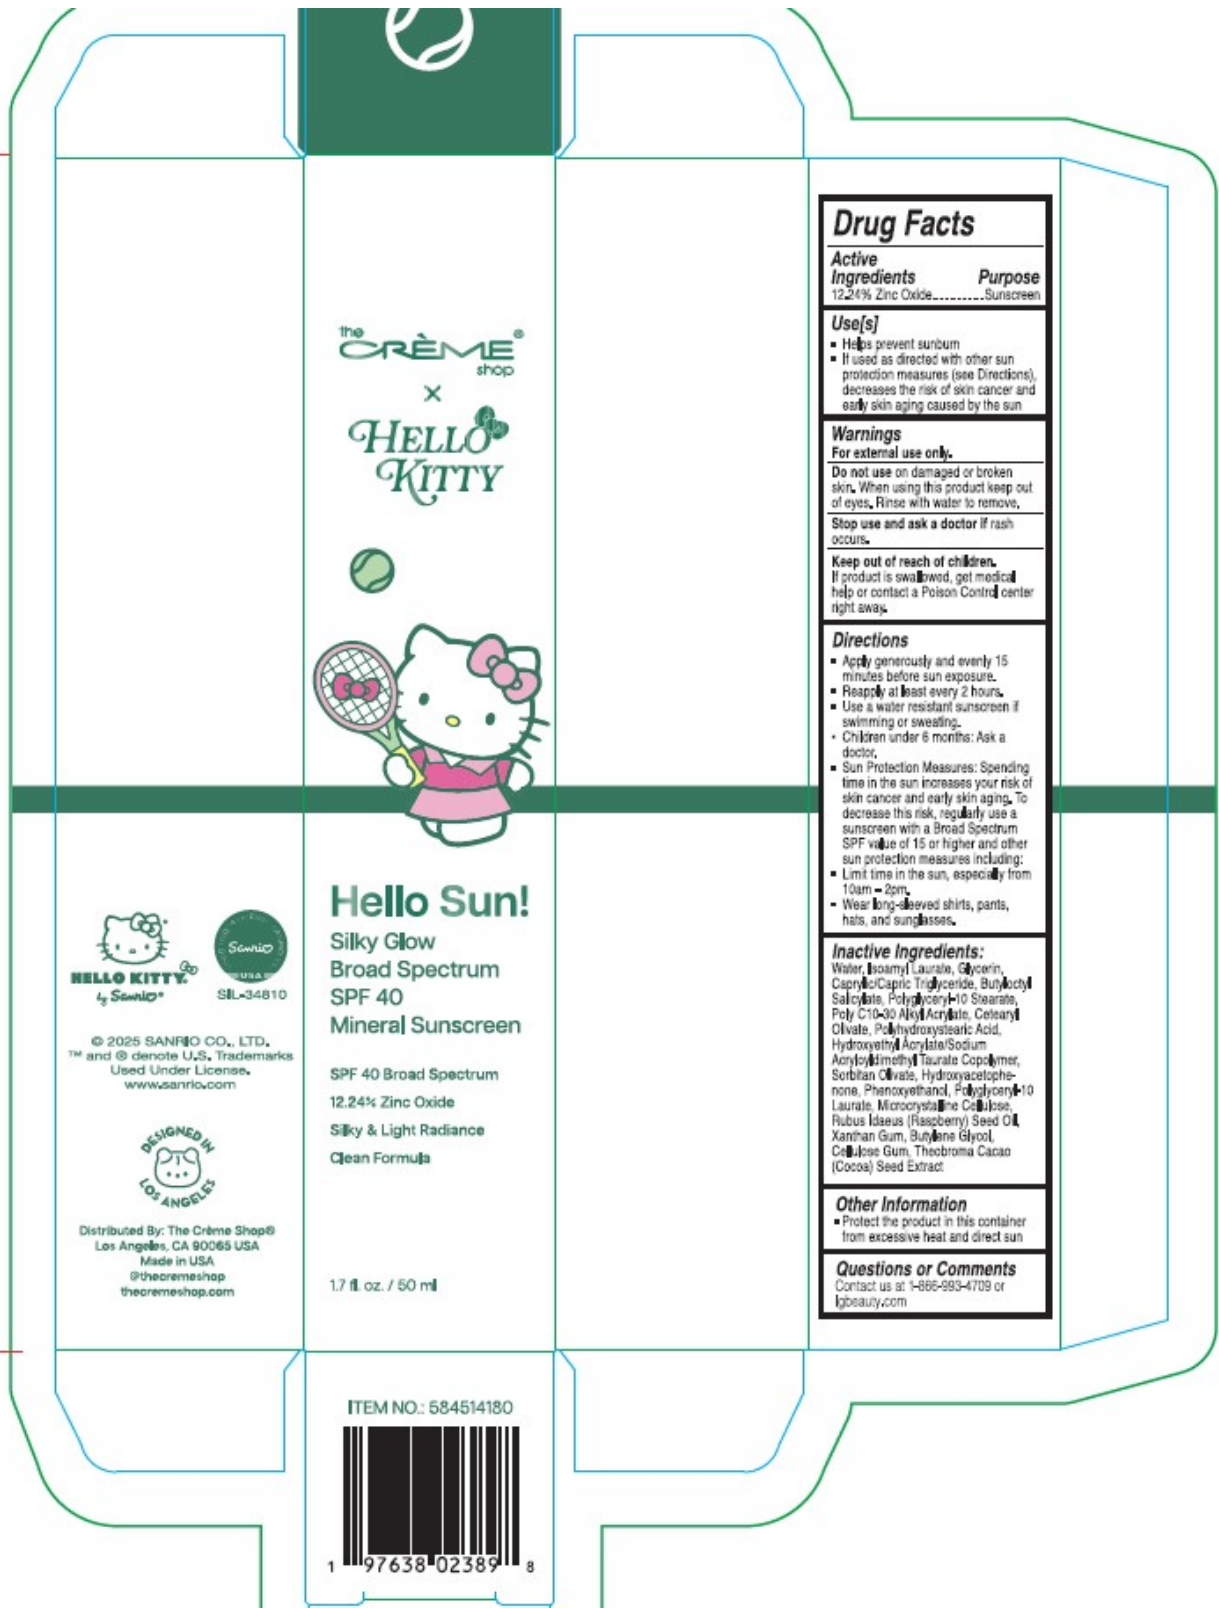 the
CRÈME®
shop
×
HELLO
KITTY
Hello Sun!
Silky Glow
Broad Spectrum
SPF 40
Mineral Sunscreen
SPF 40 Broad Spectrum
12.24% Zinc Oxide
Silky & Light Radiance
Clean Formula
1.7 fl. oz. / 50 ml
HELLO KITTY®
by Sanrio®
Sanrio
USA
SIL-34810
© 2025 SANRIO CO., LTD.
™ and ® denote U.S. Trademarks
Used Under License.
www.sanrio.com
DESIGNED IN
LOS ANGELES
Distributed By: The Crème Shop®
Los Angeles, CA 90065 USA
Made in USA
@thecremeshop
thecremeshop.com
Drug Facts
Active
Ingredients Purpose
12.24% Zinc Oxide..........Sunscreen
Use[s]
▪ Helps prevent sunburn
▪ If used as directed with other sun
protection measures (see Directions),
decreases the risk of skin cancer and
early skin aging caused by the sun
Warnings
For external use only.
Do not use on damaged or broken
skin. When using this product keep out
of eyes. Rinse with water to remove.
Stop use and ask a doctor if rash
occurs.
Keep out of reach of children.
If product is swallowed, get medical
help or contact a Poison Control center
right away.
Directions
▪ Apply generously and evenly 15
minutes before sun exposure.
▪ Reapply at least every 2 hours.
▪ Use a water resistant sunscreen if
swimming or sweating.
• Children under 6 months: Ask a
doctor.
▪ Sun Protection Measures: Spending
time in the sun increases your risk of
skin cancer and early skin aging. To
decrease this risk, regularly use a
sunscreen with a Broad Spectrum
SPF value of 15 or higher and other
sun protection measures including:
▪ Limit time in the sun, especially from
10am – 2pm.
▪ Wear long-sleeved shirts, pants,
hats, and sunglasses.
Inactive Ingredients:
Water, Isoamyl Laurate, Glycerin,
Caprylic/Capric Triglyceride, Butyloctyl
Salicylate, Polyglyceryl-10 Stearate,
Poly C10-30 Alkyl Acrylate, Cetearyl
Olivate, Polyhydroxystearic Acid,
Hydroxyethyl Acrylate/Sodium
Acryloyldimethyl Taurate Copolymer,
Sorbitan Olivate, Hydroxyacetophe-
none, Phenoxyethanol, Polyglyceryl-10
Laurate, Microcrystalline Cellulose,
Rubus Idaeus (Raspberry) Seed Oil,
Xanthan Gum, Butylene Glycol,
Cellulose Gum, Theobroma Cacao
(Cocoa) Seed Extract
Other Information
▪ Protect the product in this container
from excessive heat and direct sun
Questions or Comments
Contact us at 1-866-993-4709 or
lgbeauty.com
ITEM NO.: 584514180
1 97638 02389 8